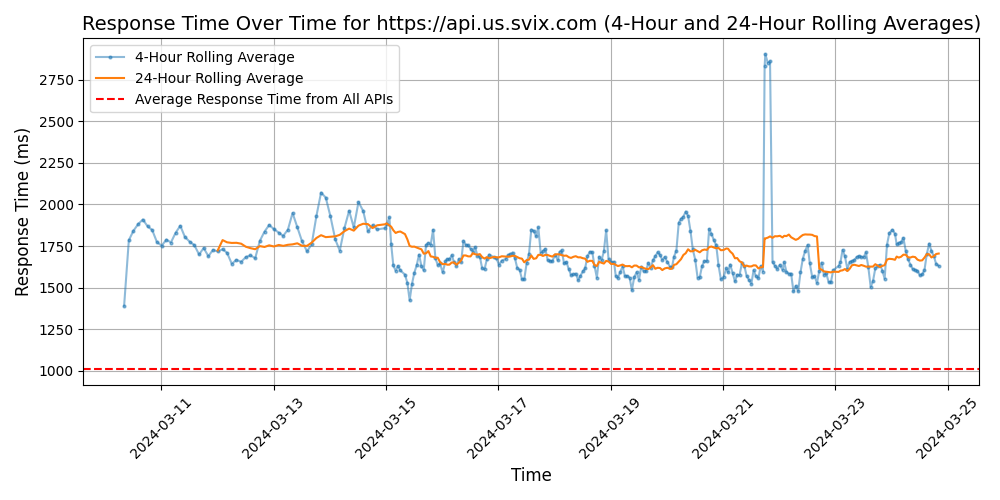 Response Time Over Time for https://api.us.svix.com (4-Hour and 24-Hour Rolling Averages)
4-Hour Rolling Average
24-Hour Rolling Average
Average Response Time from All APIs
Response Time (ms)
2750
2500
2250
2000
1750
1500
1250
1000
2024-03-11
2024-03-13
2024-03-15
2024-03-17
2024-03-19
2024-03-21
2024-03-23
2024-03-25
Time